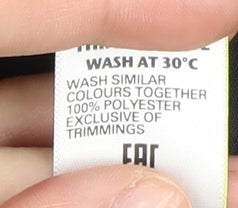 WASH AT 30°C
WASH SIMILAR
COLOURS TOGETHER
100% POLYESTER
EXCLUSIVE OF
TRIMMINGS
EAC